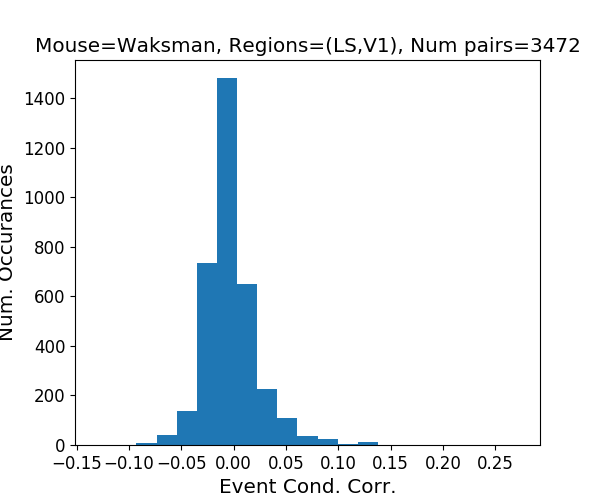 Mouse=Waksman, Regions=(LS,V1), Num pairs=3472
Num. Occurances
1400
1200
1000
800
600
400
200
0
−0.15 −0.10 −0.05 0.00 0.05 0.10 0.15 0.20 0.25
Event Cond. Corr.